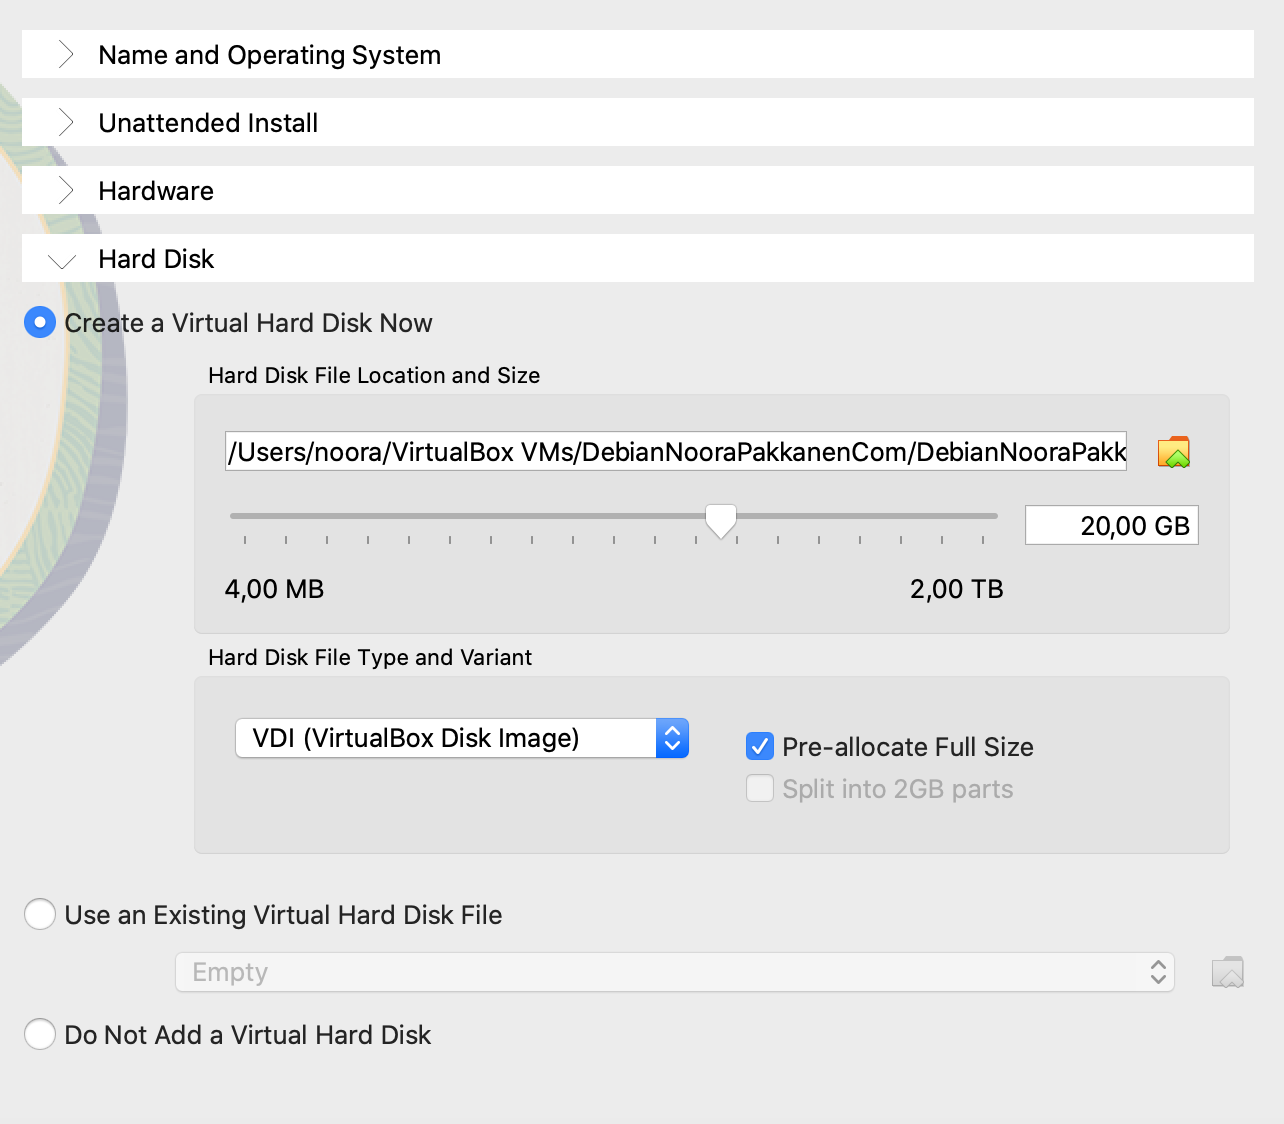 Name and Operating System
Unattended Install
Hardware
Hard Disk
Create a Virtual Hard Disk Now
Hard Disk File Location and Size
/Users/noora/VirtualBox VMs/DebianNooraPakkanenCom/DebianNooraPakk
20,00 GB
4,00 MB 2,00 TB
Hard Disk File Type and Variant
VDI (VirtualBox Disk Image)
Pre-allocate Full Size
Split into 2GB parts
Use an Existing Virtual Hard Disk File
Empty
Do Not Add a Virtual Hard Disk